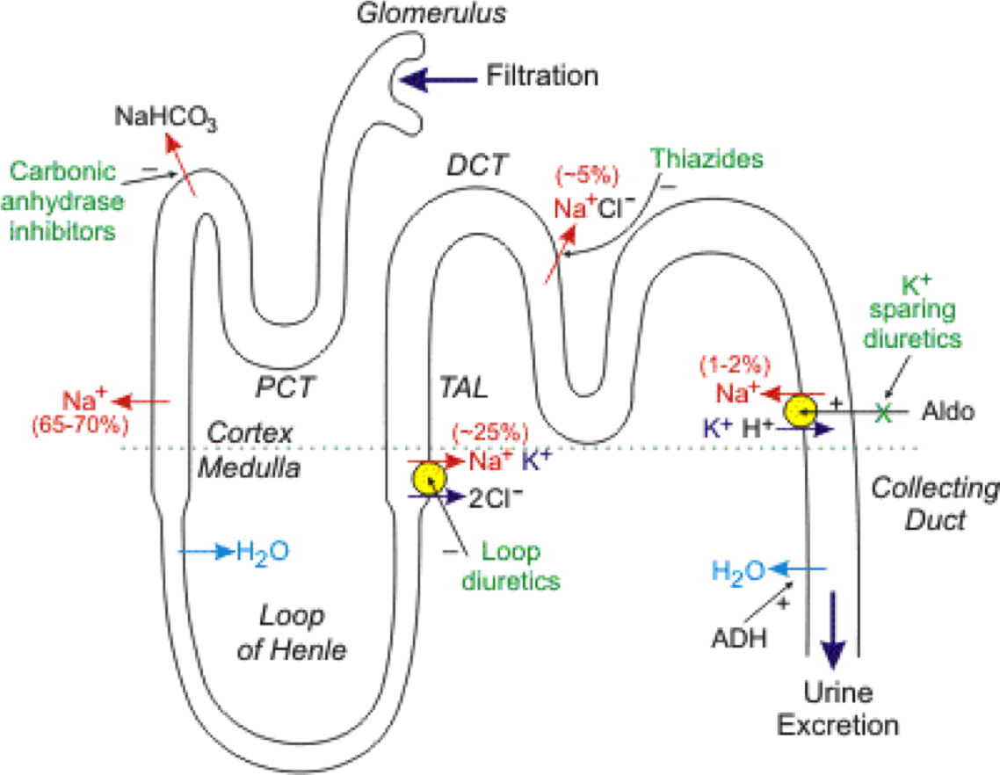 Glomerulus
Filtration
NaHCO₃
Carbonic
anhydrase
inhibitors
–
DCT
Thiazides
–
(~5%)
Na⁺Cl⁻
K⁺
sparing
diuretics
PCT
TAL
Na⁺
(65-70%)
Cortex
Medulla
(~25%)
Na⁺ K⁺
2Cl⁻
(1-2%)
Na⁺
K⁺ H⁺
+
X
Aldo
Collecting
Duct
H₂O
–
Loop
diuretics
Loop
of Henle
H₂O
+
ADH
Urine
Excretion